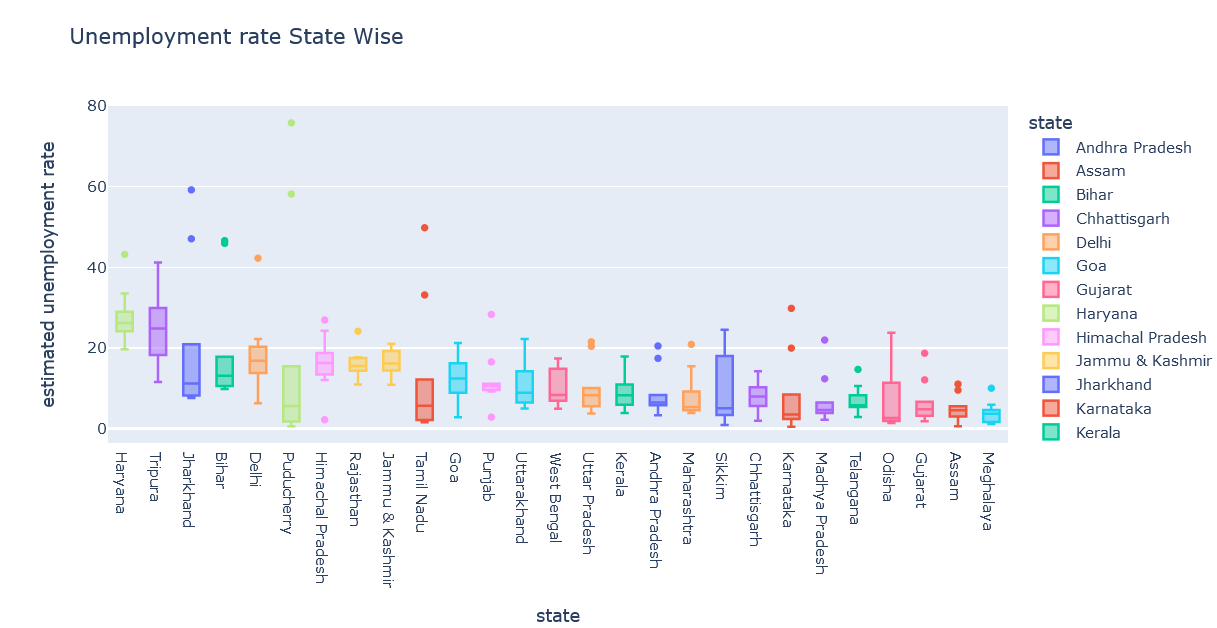 Unemployment rate State Wise
estimated unemployment rate
80
60
40
20
0
Haryana
Tripura
Jharkhand
Bihar
Delhi
Puducherry
Himachal Pradesh
Rajasthan
Jammu & Kashmir
Tamil Nadu
Goa
Punjab
Uttarakhand
West Bengal
Uttar Pradesh
Kerala
Andhra Pradesh
Maharashtra
Sikkim
Chhattisgarh
Karnataka
Madhya Pradesh
Telangana
Odisha
Gujarat
Assam
Meghalaya
state
state
Andhra Pradesh
Assam
Bihar
Chhattisgarh
Delhi
Goa
Gujarat
Haryana
Himachal Pradesh
Jammu & Kashmir
Jharkhand
Karnataka
Kerala